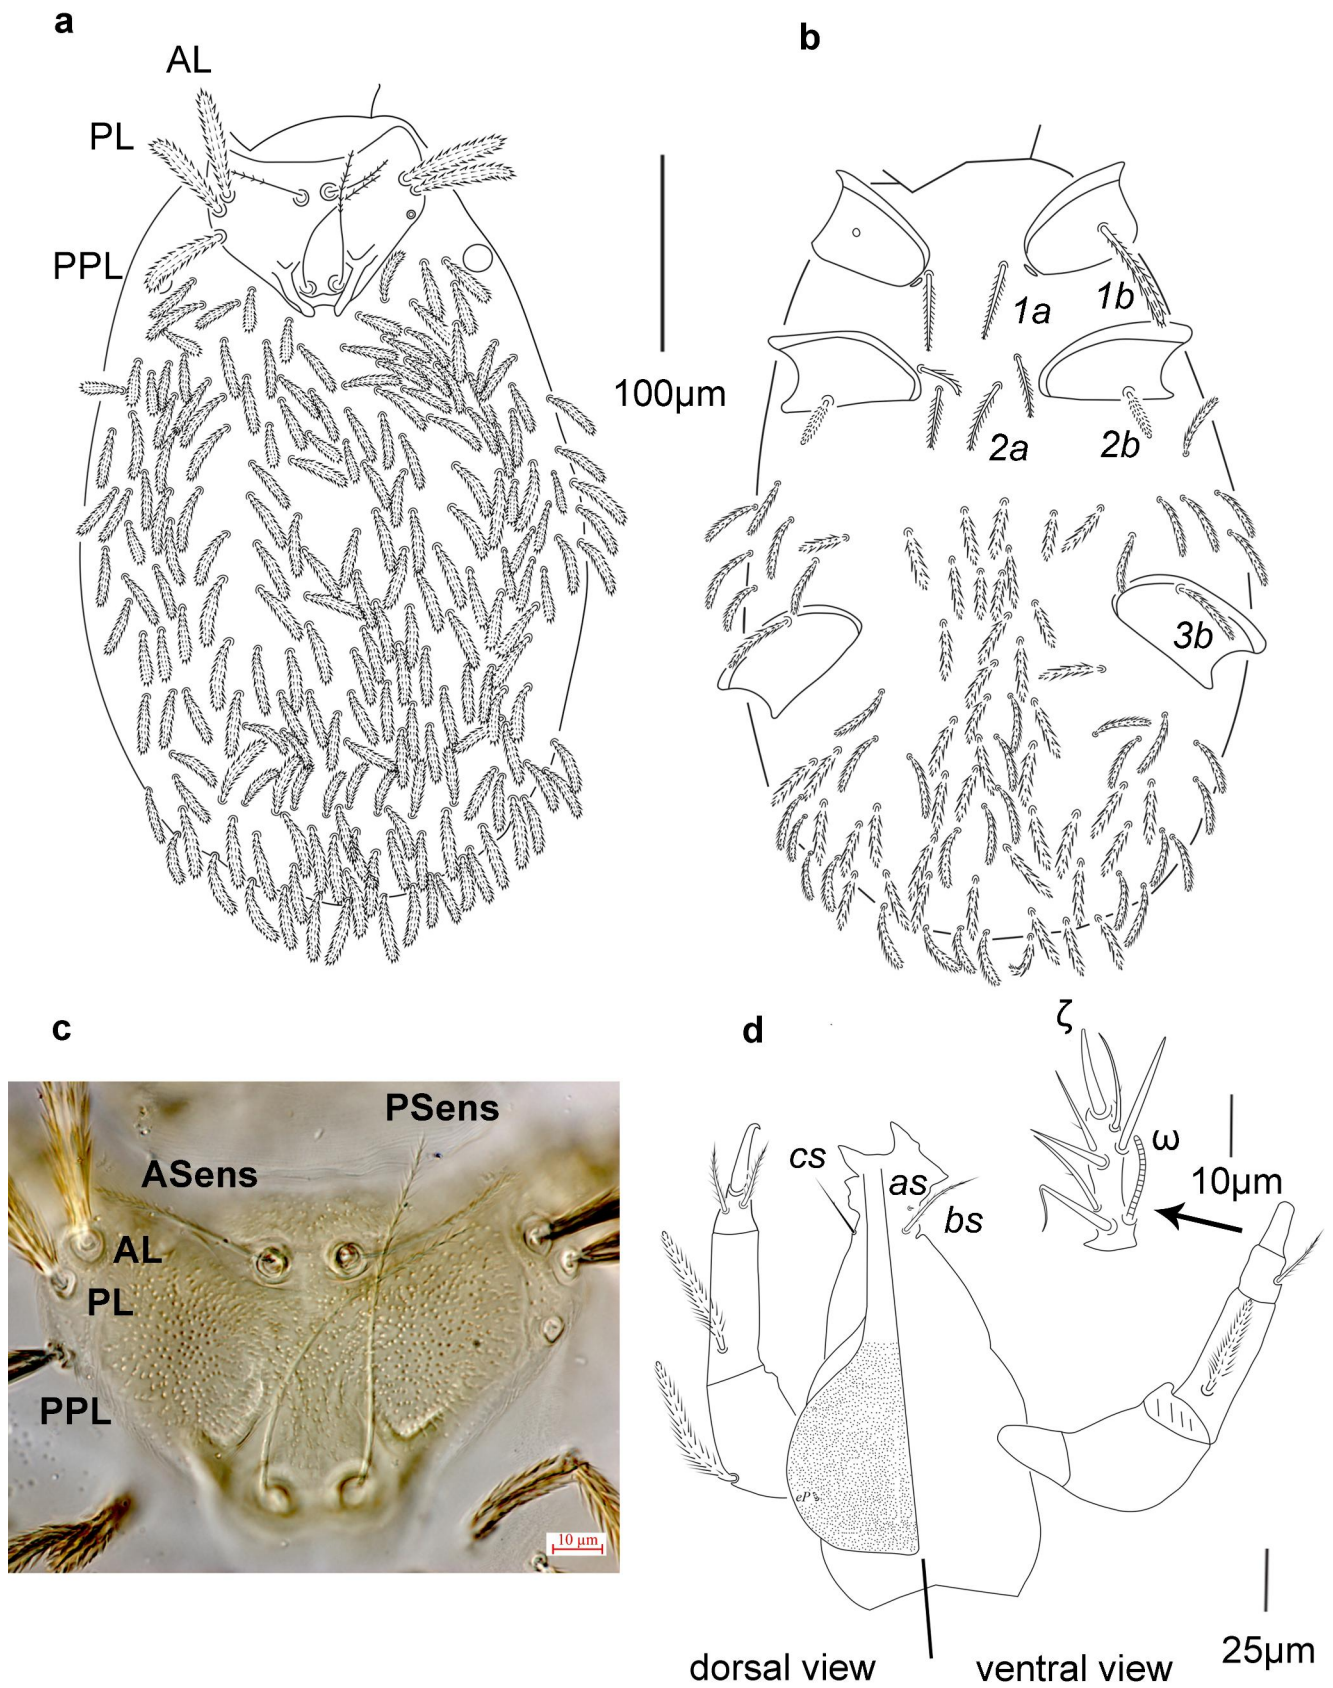 a
AL
PL
PPL
100µm
b
1a
1b
2a
2b
3b
c
PSens
ASens
AL
PL
PPL
10 µm
d
ζ
ω
10µm
cs
as
bs
eP
25µm
dorsal view
ventral view